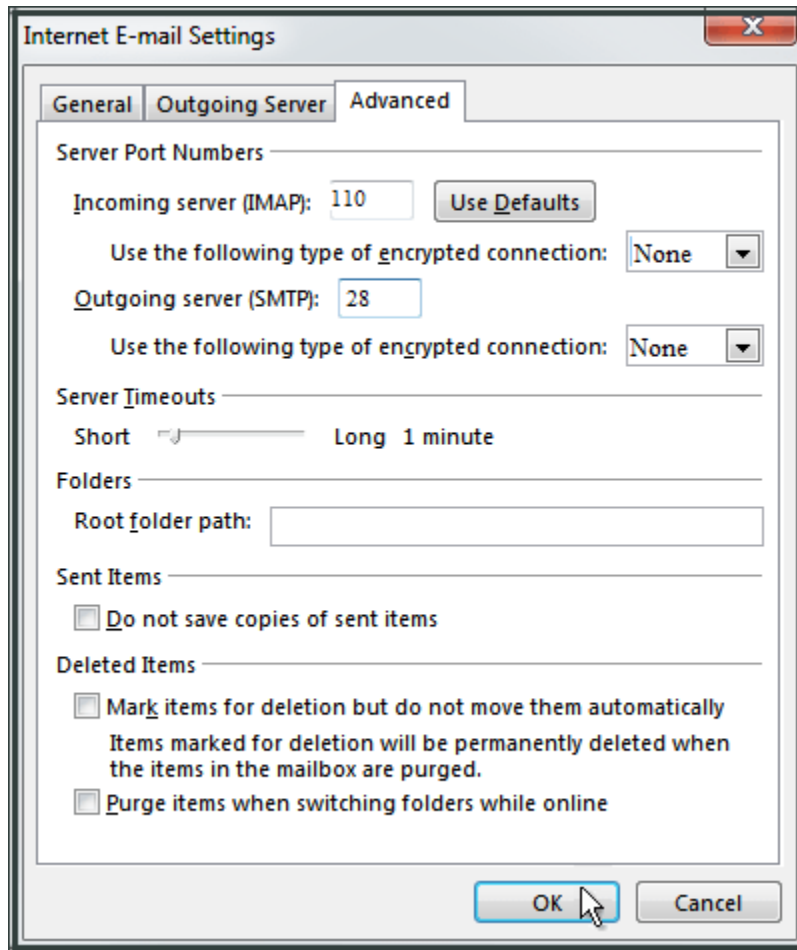 Internet E-mail Settings
General Outgoing Server Advanced
Server Port Numbers
Incoming server (IMAP): 110 Use Defaults
Use the following type of encrypted connection: None
Outgoing server (SMTP): 28
Use the following type of encrypted connection: None
Server Timeouts
Short Long 1 minute
Folders
Root folder path:
Sent Items
Do not save copies of sent items
Deleted Items
Mark items for deletion but do not move them automatically
Items marked for deletion will be permanently deleted when
the items in the mailbox are purged.
Purge items when switching folders while online
OK Cancel